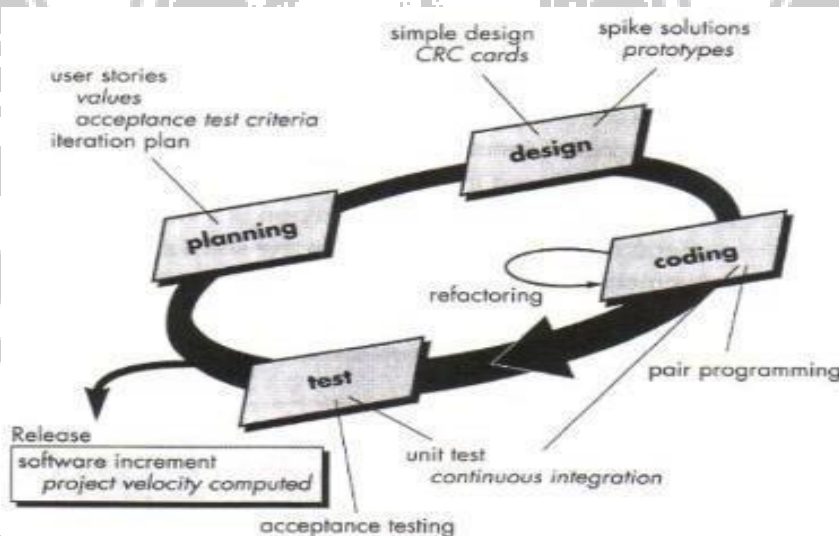 simple design
CRC cards
spike solutions
prototypes
user stories
values
acceptance test criteria
iteration plan
design
planning
coding
refactoring
test
pair programming
Release
software increment
project velocity computed
unit test
continuous integration
acceptance testing